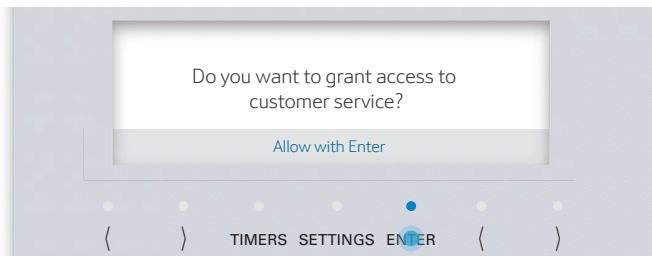 Do you want to grant access to
customer service?
Allow with Enter
⟨ ⟩ TIMERS SETTINGS ENTER ⟨ ⟩